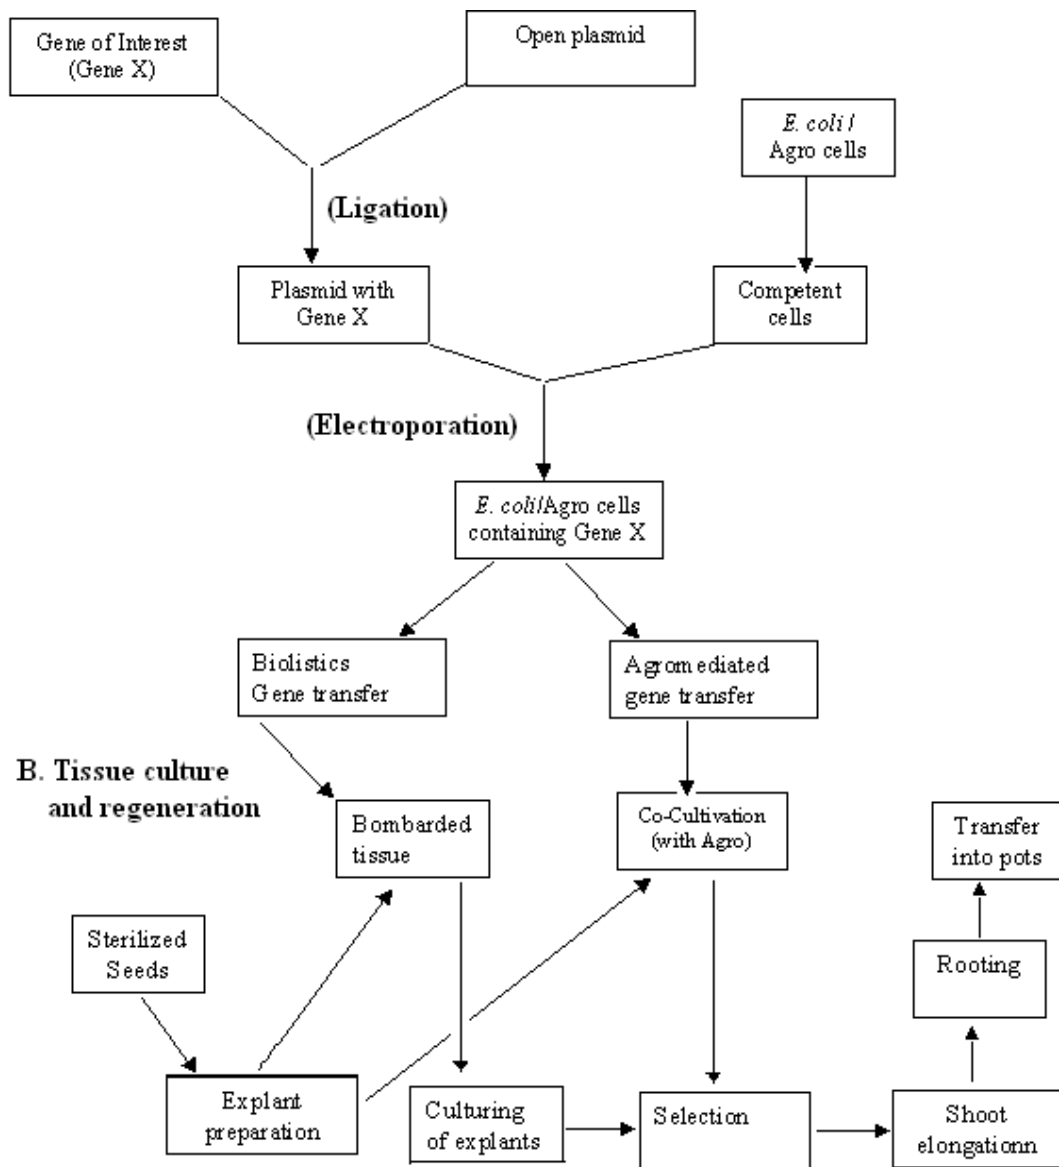 Gene of Interest
(Gene X)
Open plasmid
E. coli /
Agro cells
(Ligation)
Plasmid with
Gene X
Competent
cells
(Electroporation)
E. coli/Agro cells
containing Gene X
Biolistics
Gene transfer
Agromediated
gene transfer
B. Tissue culture
and regeneration
Bombarded
tissue
Co-Cultivation
(with Agro)
Transfer
into pots
Sterilized
Seeds
Rooting
Explant
preparation
Culturing
of explants
Selection
Shoot
elongationn